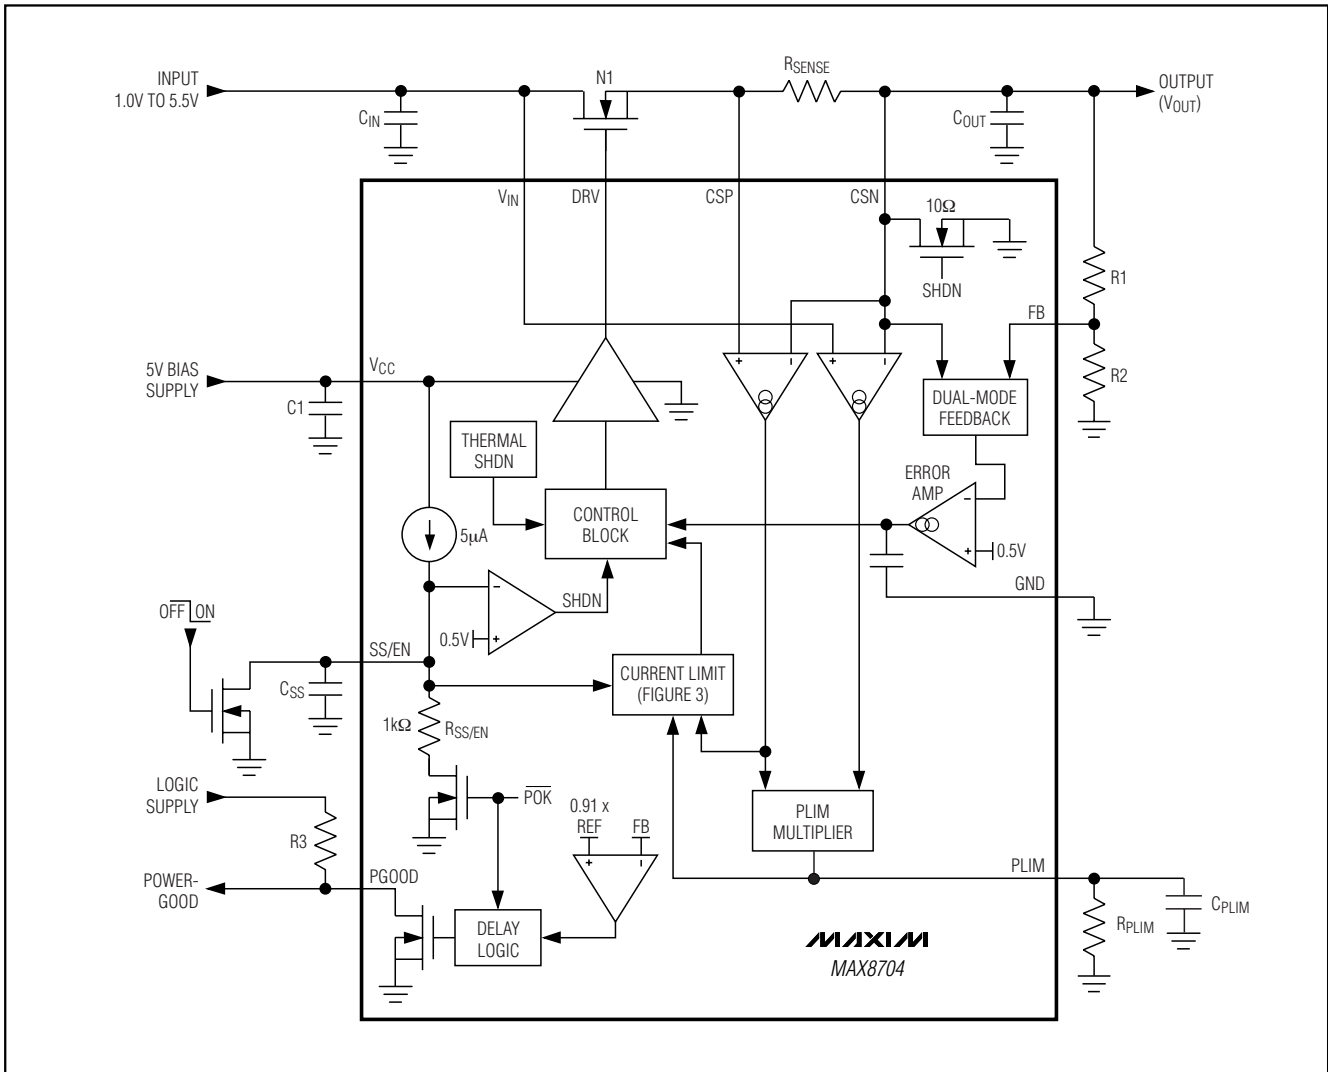 INPUT
1.0V TO 5.5V
CIN
N1
RSENSE
COUT
OUTPUT
(VOUT)
VIN
DRV
CSP
CSN
10Ω
SHDN
R1
FB
R2
5V BIAS
SUPPLY
C1
VCC
+
−
+
−
DUAL-MODE
FEEDBACK
THERMAL
SHDN
ERROR
AMP
−
+
0.5V
CONTROL
BLOCK
5µA
GND
−
+
0.5V
SHDN
OFF ON
SS/EN
CSS
CURRENT LIMIT
(FIGURE 3)
1kΩ
RSS/EN
LOGIC
SUPPLY
R3
POK
0.91 x
REF
FB
+
−
PLIM
MULTIPLIER
POWER-
GOOD
PGOOD
DELAY
LOGIC
PLIM
RPLIM
CPLIM
MAXIM
MAX8704